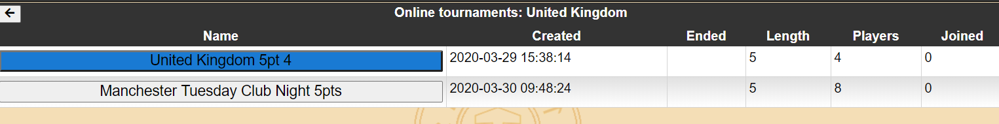 Online tournaments: United Kingdom
Name Created Ended Length Players Joined
United Kingdom 5pt 4 2020-03-29 15:38:14 5 4 0
Manchester Tuesday Club Night 5pts 2020-03-30 09:48:24 5 8 0